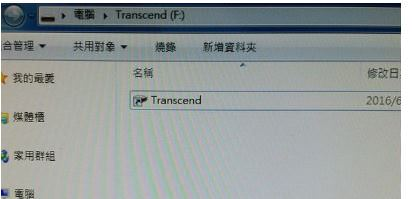 電腦 ▸ Transcend (F:)
合管理 ▼ 共用對象 ▼ 燒錄 新增資料夾
我的最愛
名稱 修改日
Transcend 2016/6
媒體櫃
家用群組
電腦